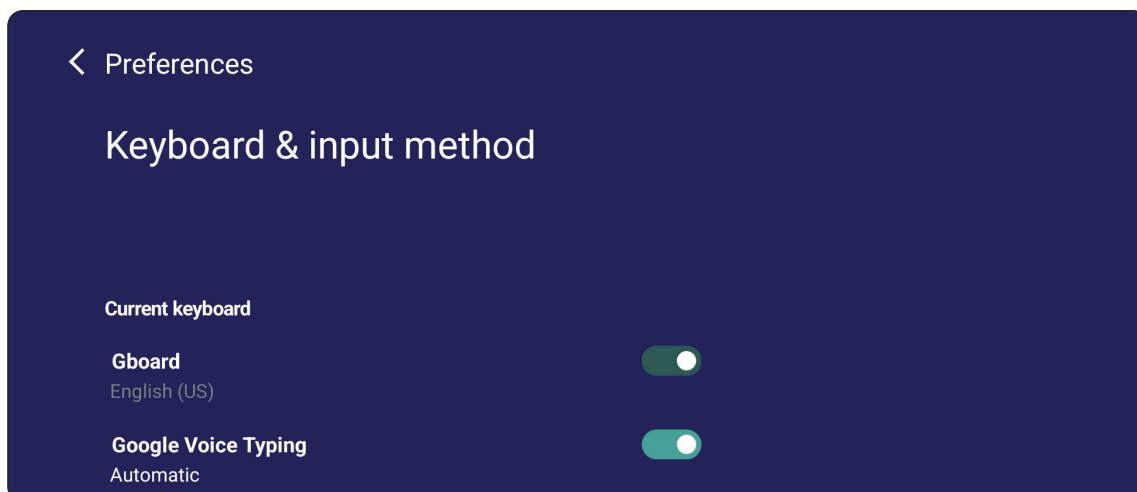 Preferences
Keyboard & input method
Current keyboard
Gboard
English (US)
Google Voice Typing
Automatic